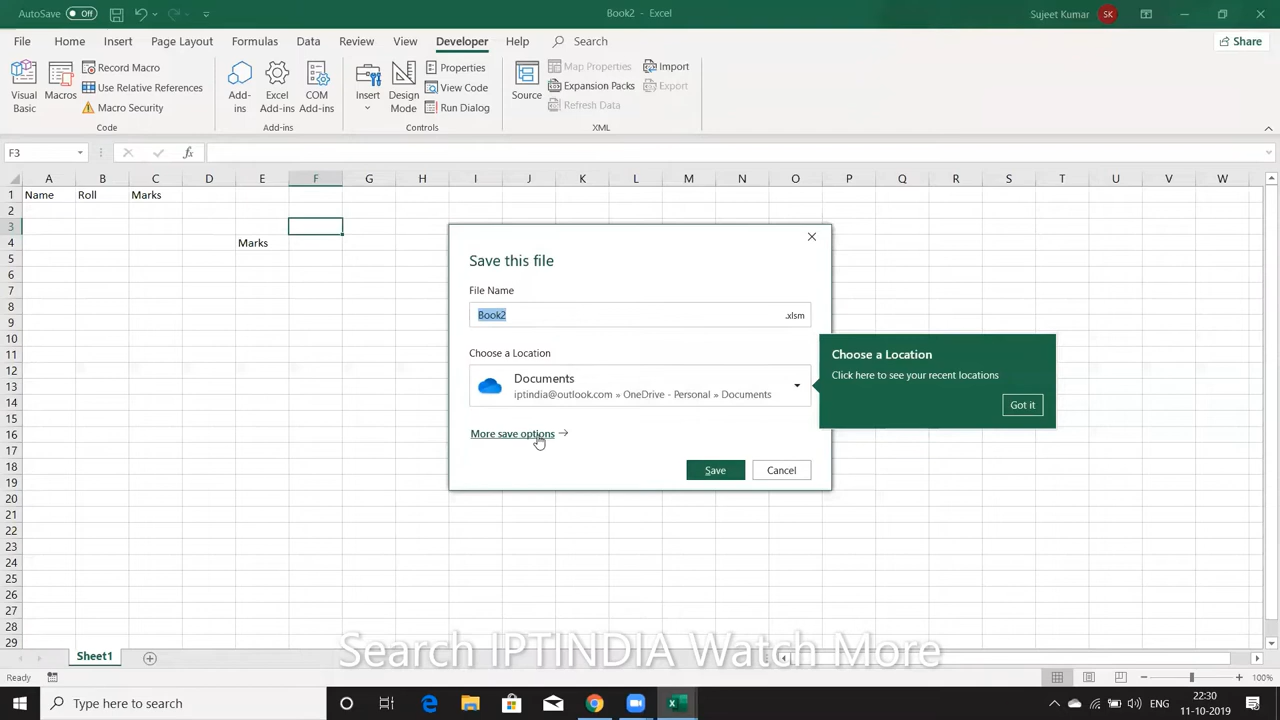 AutoSave Off
Book2 - Excel
Sujeet Kumar SK
File Home Insert Page Layout Formulas Data Review View Developer Help Search
Share
Visual Basic
Macros
Record Macro
Use Relative References
Macro Security
Code
Add-ins
Excel Add-ins
COM Add-ins
Add-ins
Insert
Design Mode
Properties
View Code
Run Dialog
Controls
Source
Map Properties
Expansion Packs
Refresh Data
Import
Export
XML
F3
fx
A B C D E F G H I J K L M N O P Q R S T U V W
1 Name Roll Marks
2
3
4 Marks
5
6
7
8
9
10
11
12
13
14
15
16
17
18
19
20
21
22
23
24
25
26
27
28
29
Save this file
File Name
Book2 .xlsm
Choose a Location
Documents
iptindia@outlook.com » OneDrive - Personal » Documents
More save options
Save Cancel
Choose a Location
Click here to see your recent locations
Got it
Search IPTINDIA Watch More
Sheet1
Ready
100%
Type here to search
ENG
22:30
11-10-2019